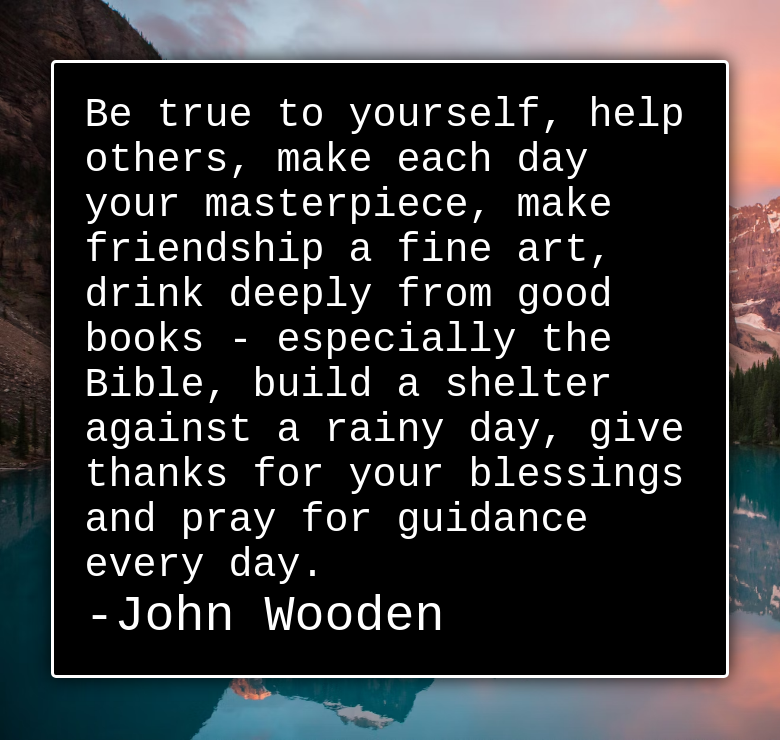 Be true to yourself, help
others, make each day
your masterpiece, make
friendship a fine art,
drink deeply from good
books - especially the
Bible, build a shelter
against a rainy day, give
thanks for your blessings
and pray for guidance
every day.
-John Wooden